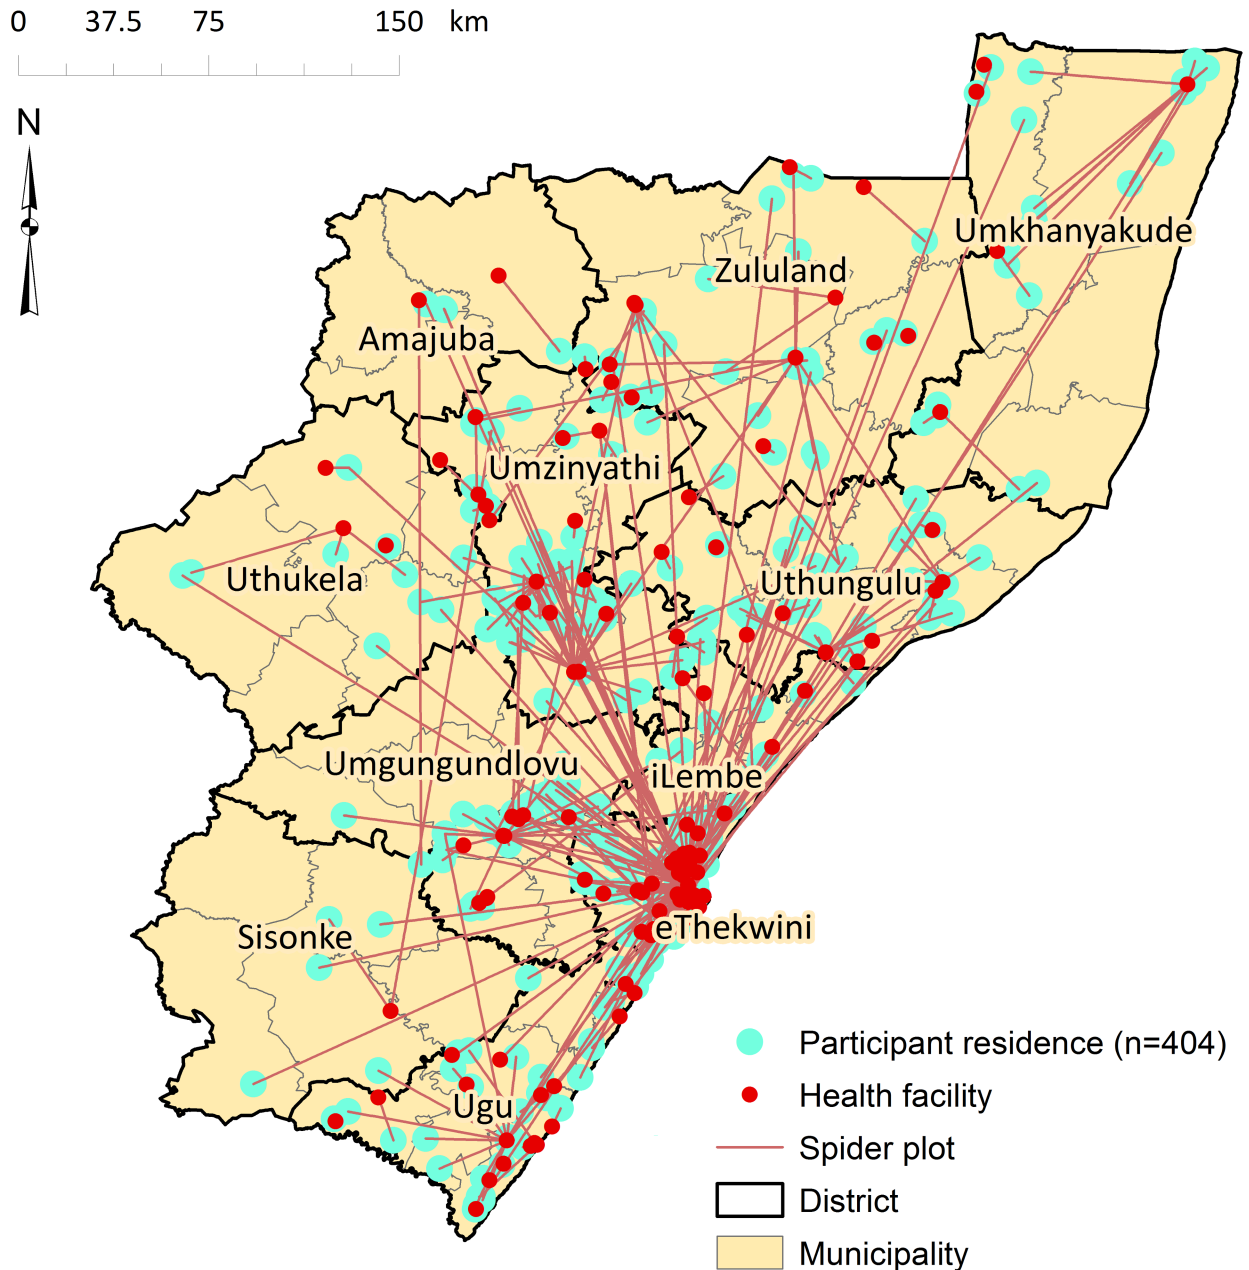 0 37.5 75 150 km
N
Umkhanyakude
Zululand
Amajuba
Umzinyathi
Uthukela
Uthungulu
Umgungundlovu
iLembe
eThekwini
Sisonke
Ugu
Participant residence (n=404)
Health facility
Spider plot
District
Municipality